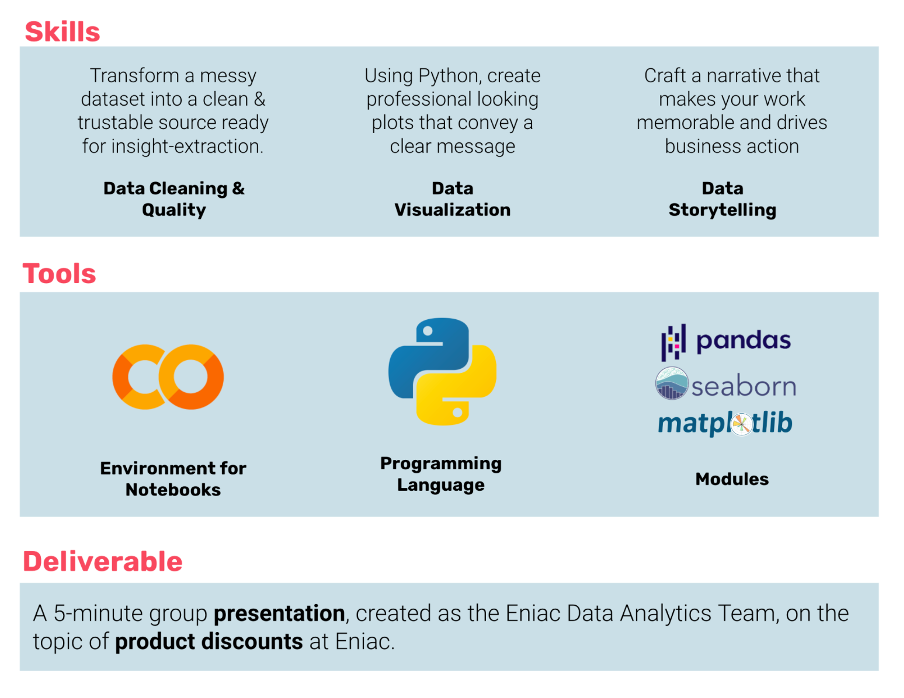 Skills
Transform a messy
dataset into a clean &
trustable source ready
for insight-extraction.
Data Cleaning &
Quality
Using Python, create
professional looking
plots that convey a
clear message
Data
Visualization
Craft a narrative that
makes your work
memorable and drives
business action
Data
Storytelling
Tools
Environment for
Notebooks
Programming
Language
pandas
seaborn
matplotlib
Modules
Deliverable
A 5-minute group presentation, created as the Eniac Data Analytics Team, on the
topic of product discounts at Eniac.